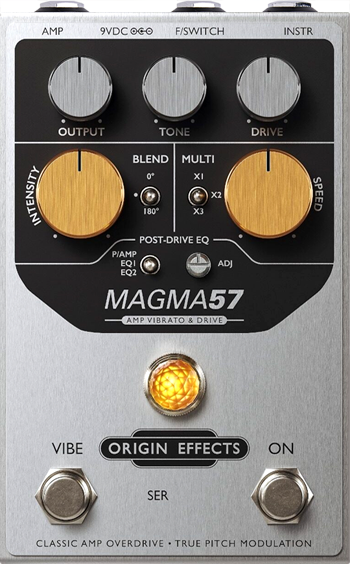 AMP 9VDC F/SWITCH INSTR
OUTPUT TONE DRIVE
BLEND MULTI
0° X1
INTENSITY X2 SPEED
180° X3
POST-DRIVE EQ
P/AMP
EQ1 ADJ
EQ2
MAGMA57
AMP VIBRATO & DRIVE
VIBE ORIGIN EFFECTS ON
SER
CLASSIC AMP OVERDRIVE • TRUE PITCH MODULATION